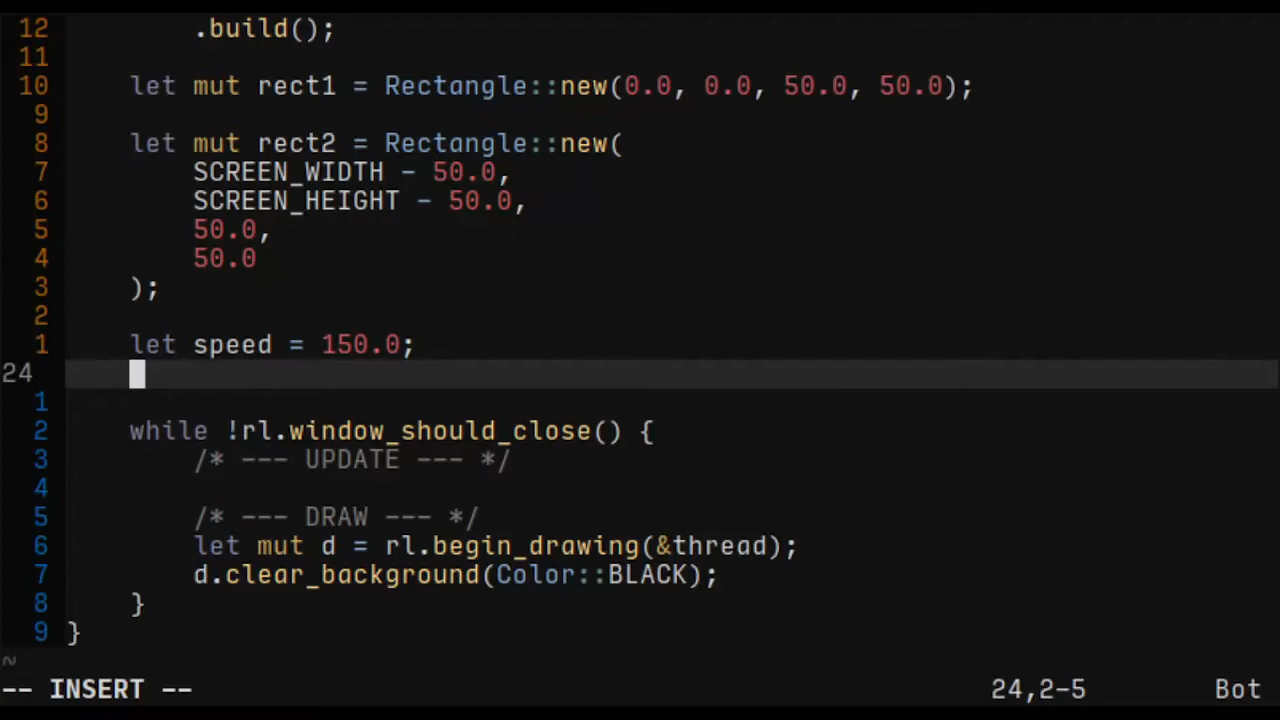 12         .build();
11
10     let mut rect1 = Rectangle::new(0.0, 0.0, 50.0, 50.0);
9
8     let mut rect2 = Rectangle::new(
7         SCREEN_WIDTH - 50.0,
6         SCREEN_HEIGHT - 50.0,
5         50.0,
4         50.0
3     );
2
1     let speed = 150.0;
24
1
2     while !rl.window_should_close() {
3         /* --- UPDATE --- */
4
5         /* --- DRAW --- */
6         let mut d = rl.begin_drawing(&thread);
7         d.clear_background(Color::BLACK);
8     }
9 }
~
-- INSERT --                    24,2-5        Bot